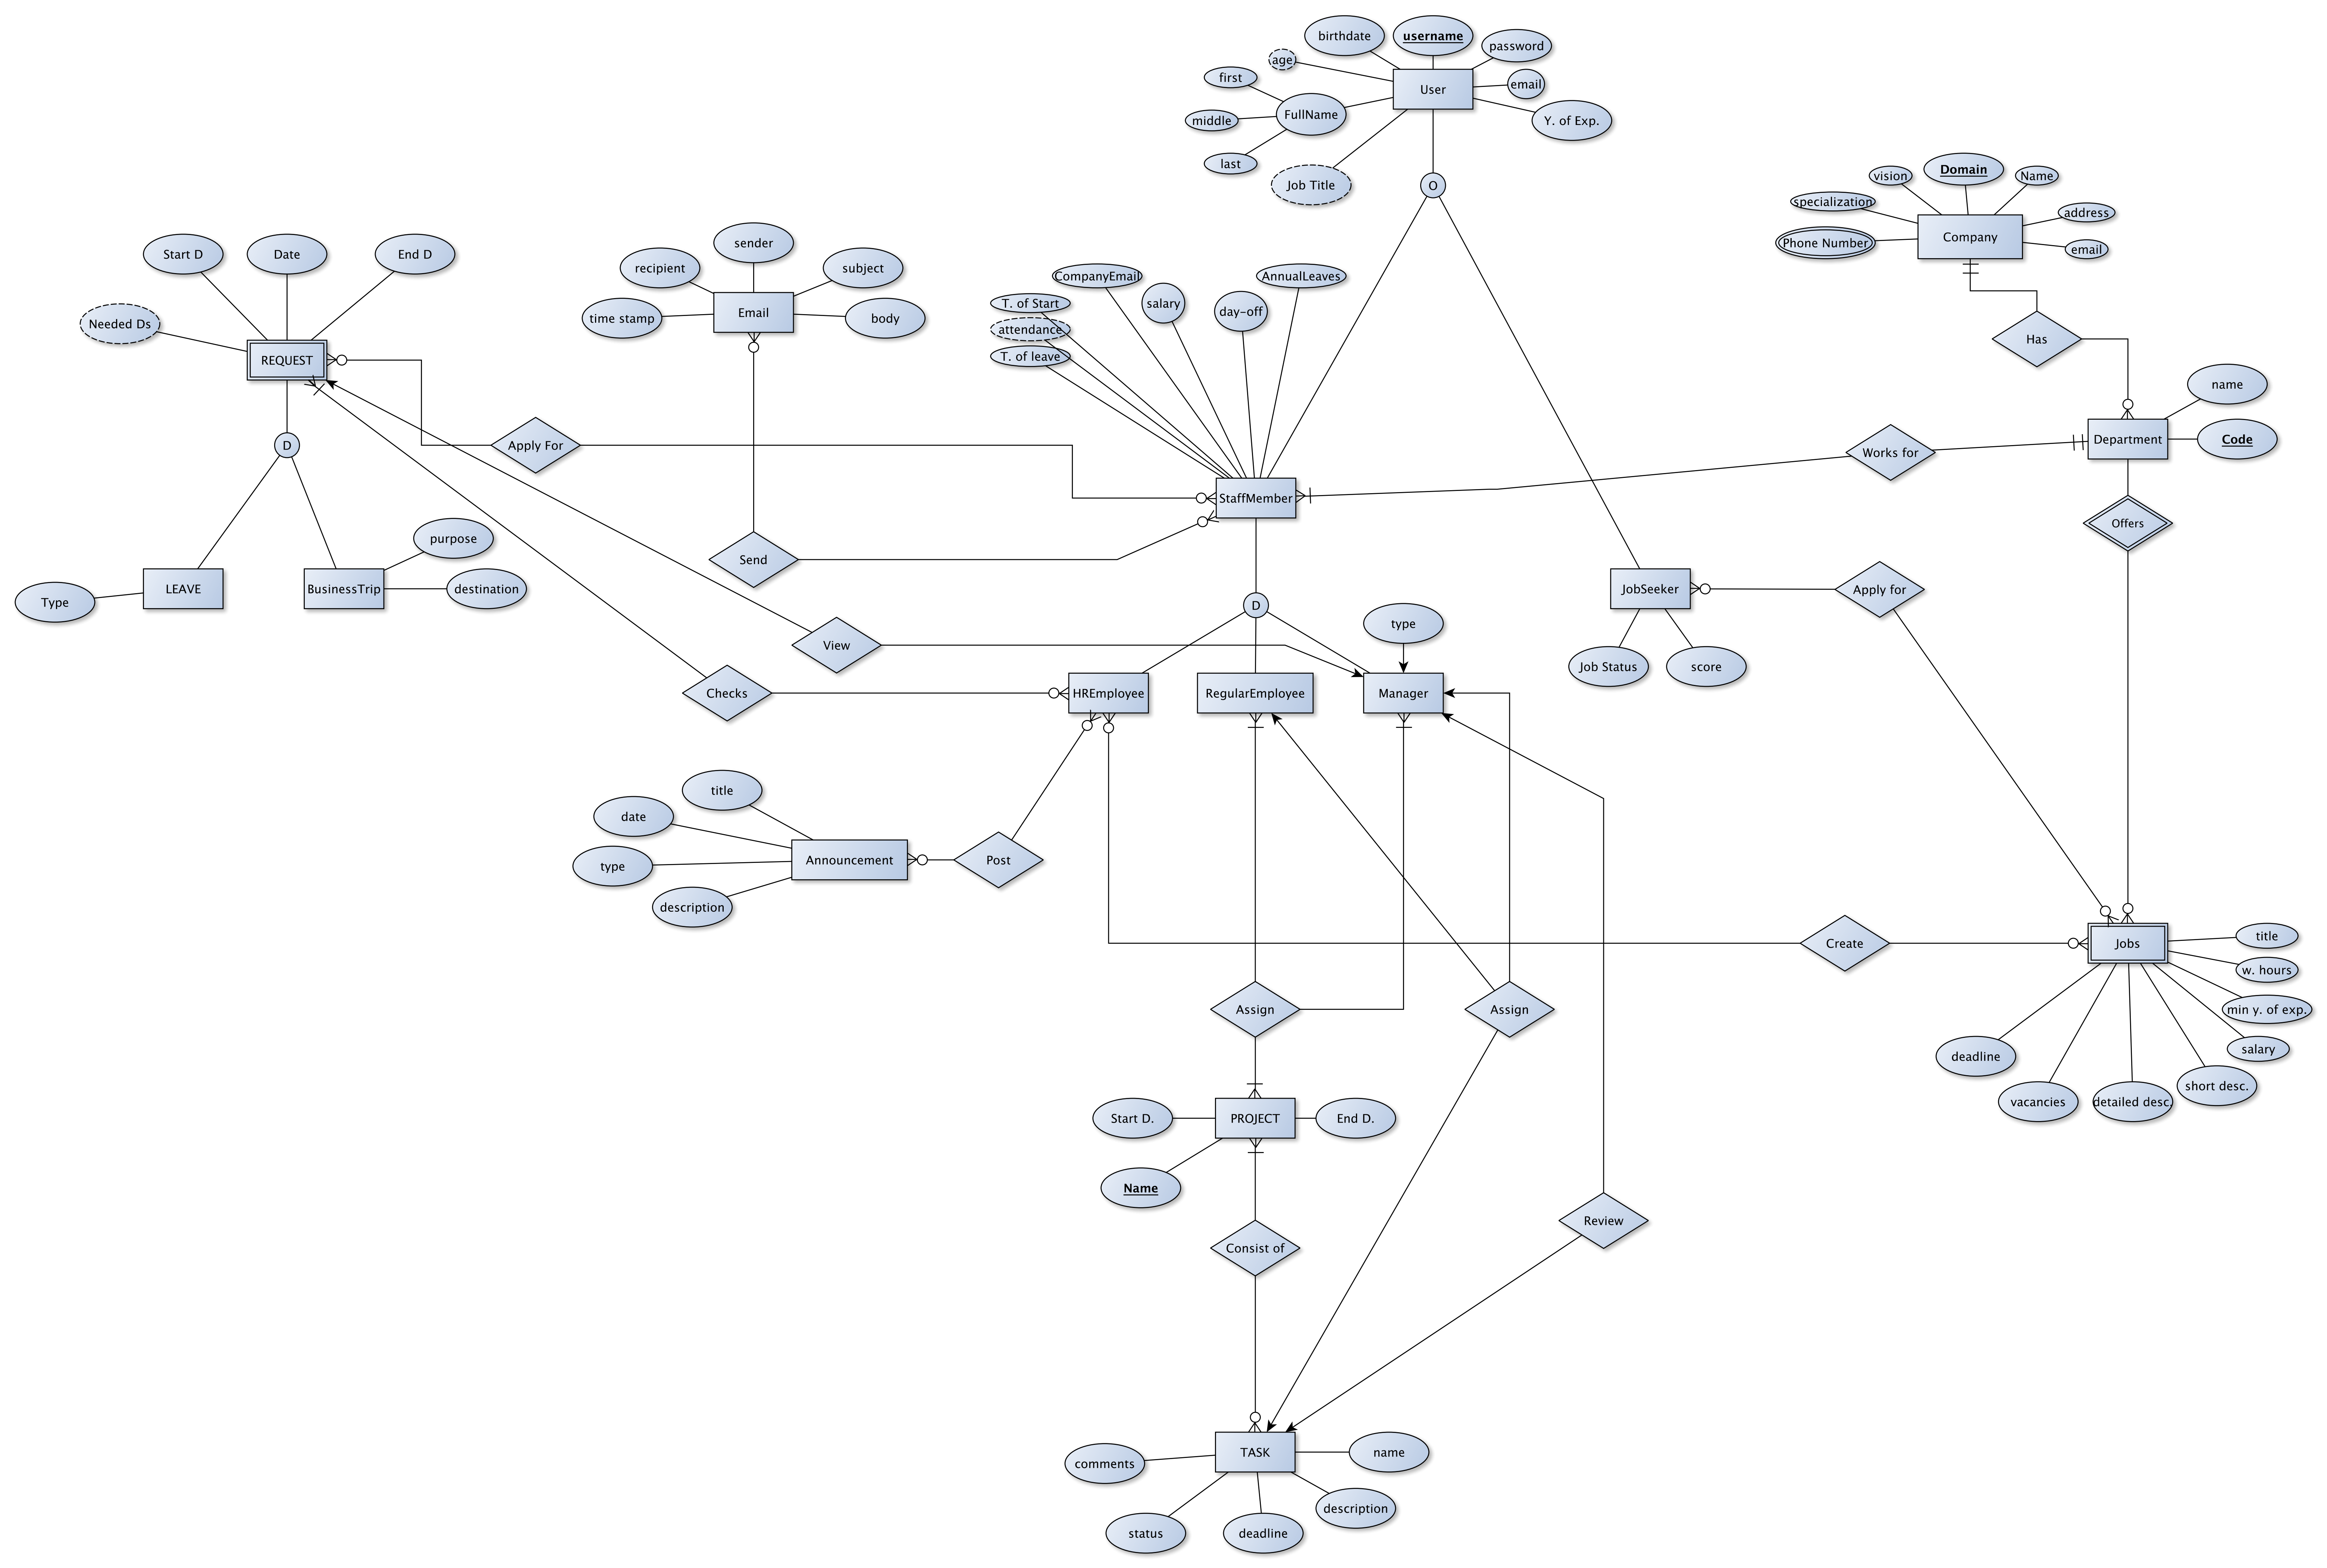 birthdate
username
password
age
email
first
User
FullName
middle
Y. of Exp.
last
Job Title
O
vision
Domain
Name
specialization
address
Phone Number
Company
email
Has
name
Department
Code
Start D
Date
End D
Needed Ds
REQUEST
D
LEAVE
Type
BusinessTrip
purpose
destination
sender
recipient
subject
time stamp
Email
body
CompanyEmail
AnnualLeaves
T. of Start
salary
day-off
attendance
T. of leave
Apply For
StaffMember
Works for
Offers
Send
D
JobSeeker
Apply for
Job Status
score
View
type
Checks
HREmployee
RegularEmployee
Manager
title
date
type
Announcement
Post
description
Create
Jobs
title
w. hours
min y. of exp.
salary
short desc.
detailed desc.
vacancies
deadline
Assign
Assign
Start D.
PROJECT
End D.
Name
Review
Consist of
comments
TASK
name
description
status
deadline